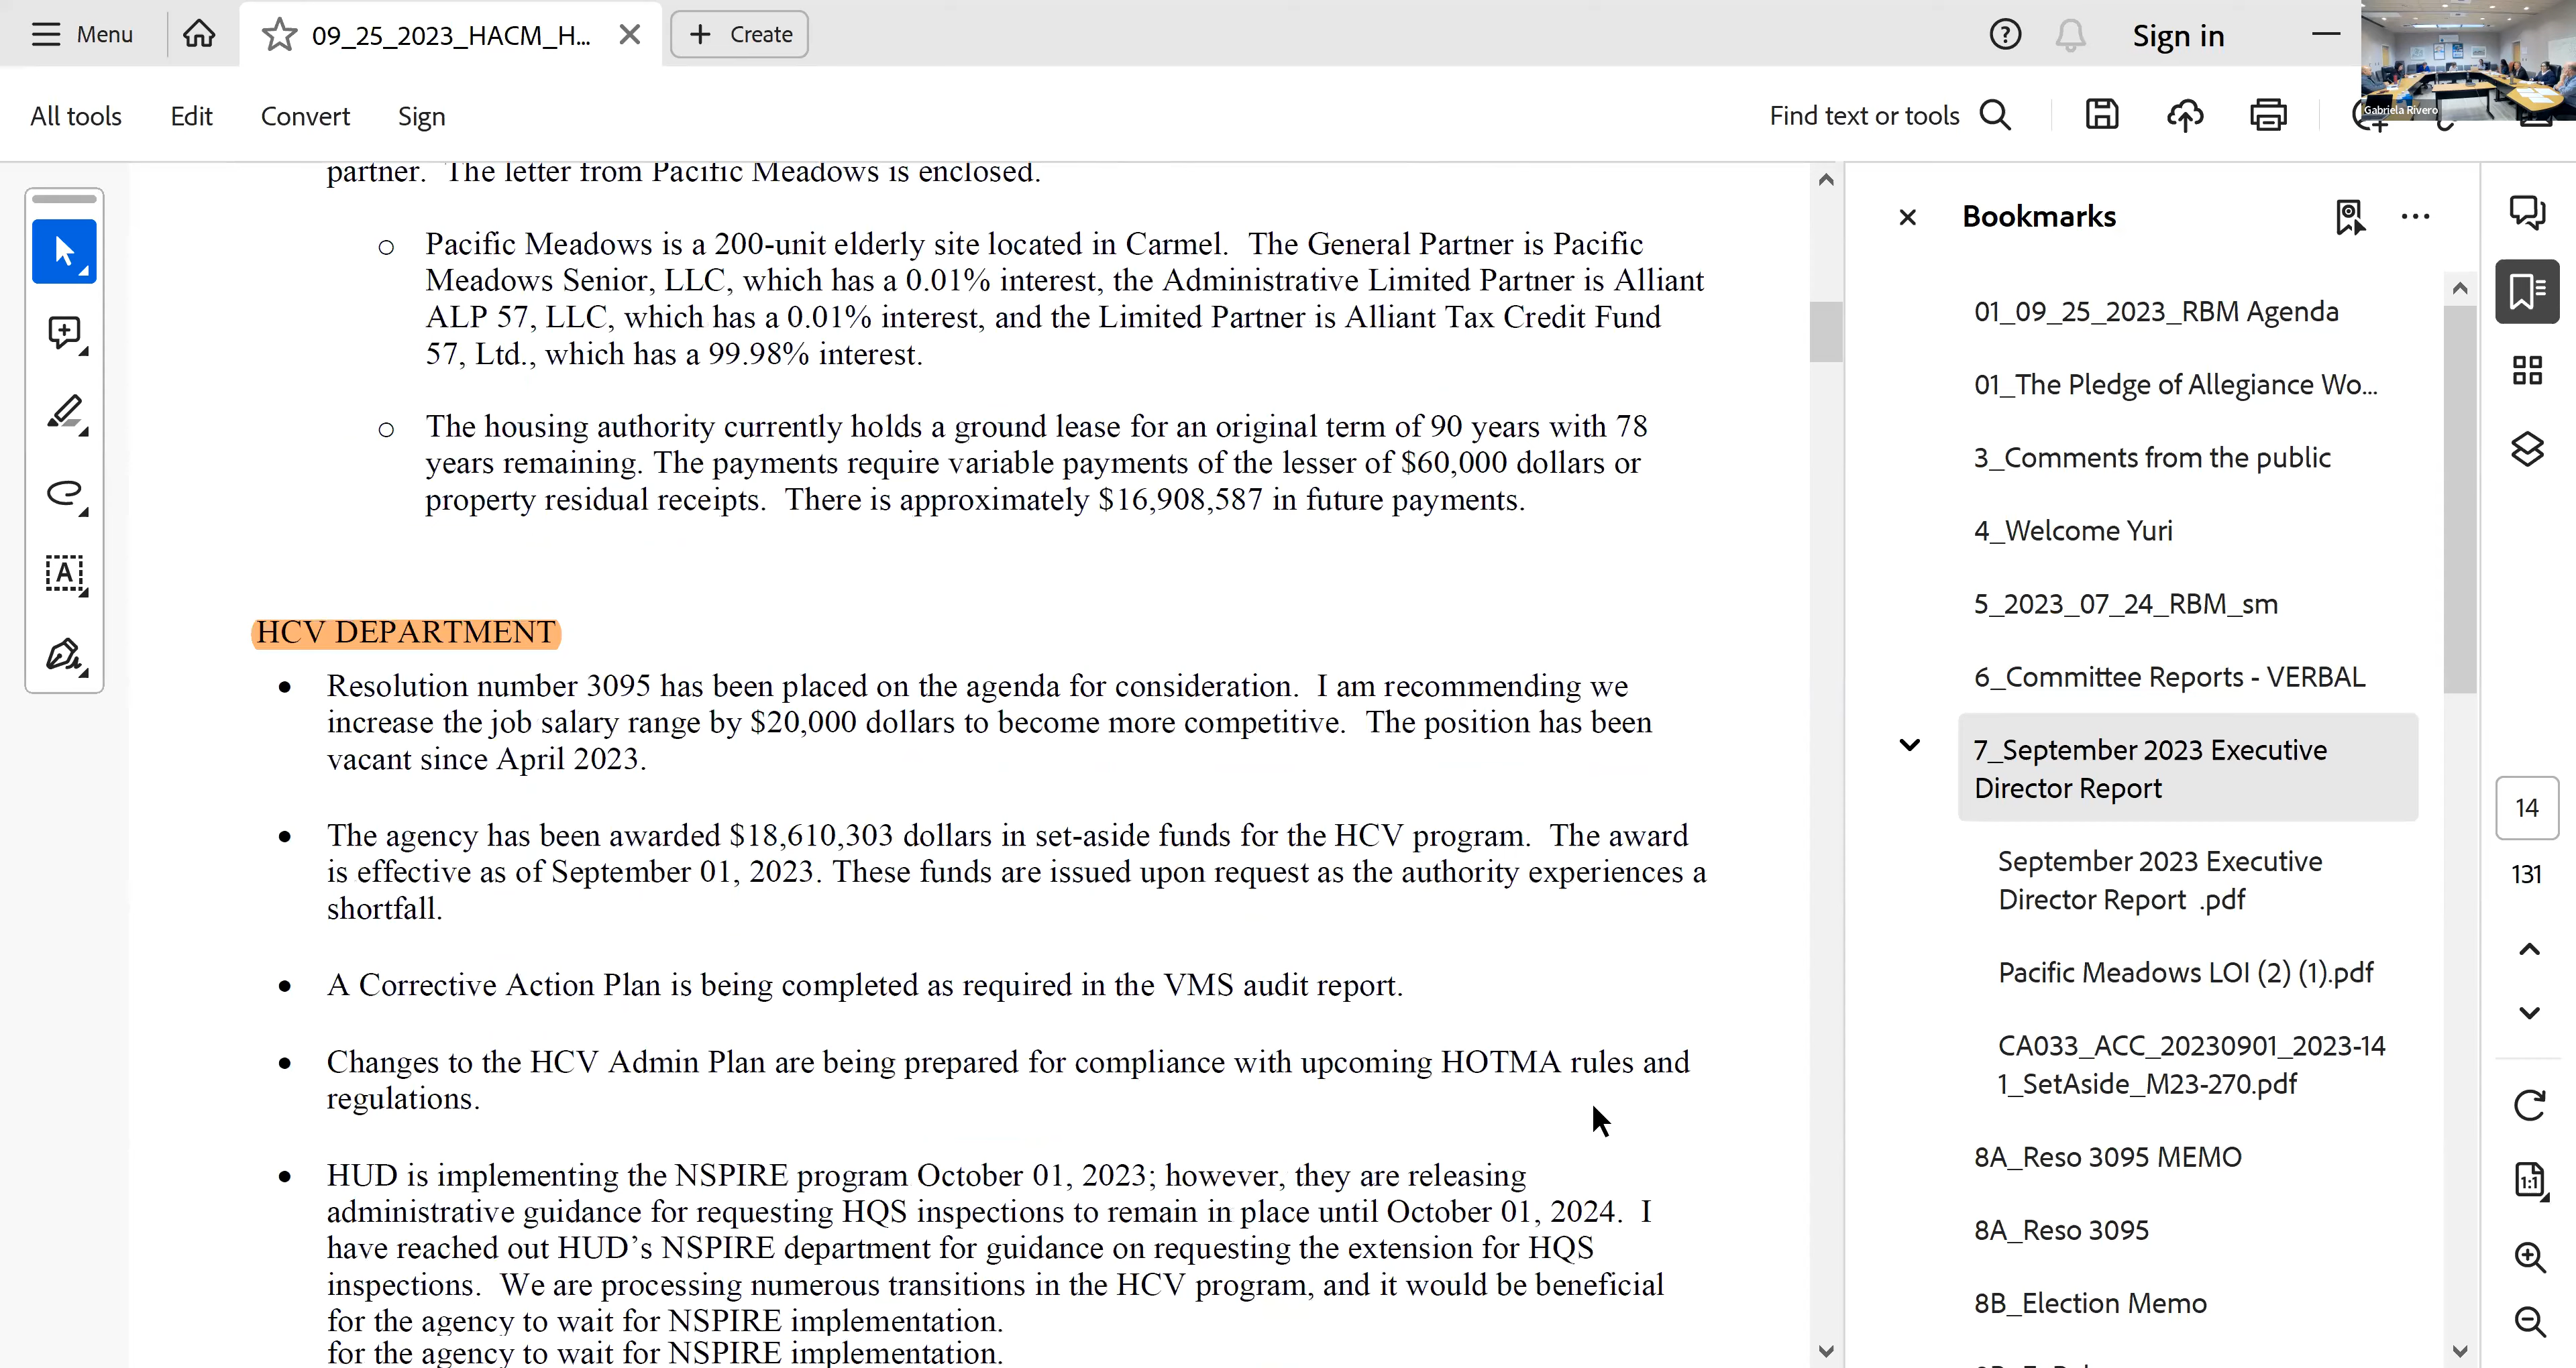 Menu
09_25_2023_HACM_H...
Create
Sign in
Gabriela Rivero
All tools
Edit
Convert
Sign
Find text or tools
partner. The letter from Pacific Meadows is enclosed.
o Pacific Meadows is a 200-unit elderly site located in Carmel. The General Partner is Pacific
Meadows Senior, LLC, which has a 0.01% interest, the Administrative Limited Partner is Alliant
ALP 57, LLC, which has a 0.01% interest, and the Limited Partner is Alliant Tax Credit Fund
57, Ltd., which has a 99.98% interest.
o The housing authority currently holds a ground lease for an original term of 90 years with 78
years remaining. The payments require variable payments of the lesser of $60,000 dollars or
property residual receipts. There is approximately $16,908,587 in future payments.
HCV DEPARTMENT
• Resolution number 3095 has been placed on the agenda for consideration. I am recommending we
increase the job salary range by $20,000 dollars to become more competitive. The position has been
vacant since April 2023.
• The agency has been awarded $18,610,303 dollars in set-aside funds for the HCV program. The award
is effective as of September 01, 2023. These funds are issued upon request as the authority experiences a
shortfall.
• A Corrective Action Plan is being completed as required in the VMS audit report.
• Changes to the HCV Admin Plan are being prepared for compliance with upcoming HOTMA rules and
regulations.
• HUD is implementing the NSPIRE program October 01, 2023; however, they are releasing
administrative guidance for requesting HQS inspections to remain in place until October 01, 2024. I
have reached out HUD's NSPIRE department for guidance on requesting the extension for HQS
inspections. We are processing numerous transitions in the HCV program, and it would be beneficial
for the agency to wait for NSPIRE implementation.
for the agency to wait for NSPIRE implementation.
Bookmarks
01_09_25_2023_RBM Agenda
01_The Pledge of Allegiance Wo...
3_Comments from the public
4_Welcome Yuri
5_2023_07_24_RBM_sm
6_Committee Reports - VERBAL
7_September 2023 Executive
Director Report
September 2023 Executive
Director Report .pdf
Pacific Meadows LOI (2) (1).pdf
CA033_ACC_20230901_2023-14
1_SetAside_M23-270.pdf
8A_Reso 3095 MEMO
8A_Reso 3095
8B_Election Memo
14
131
1:1